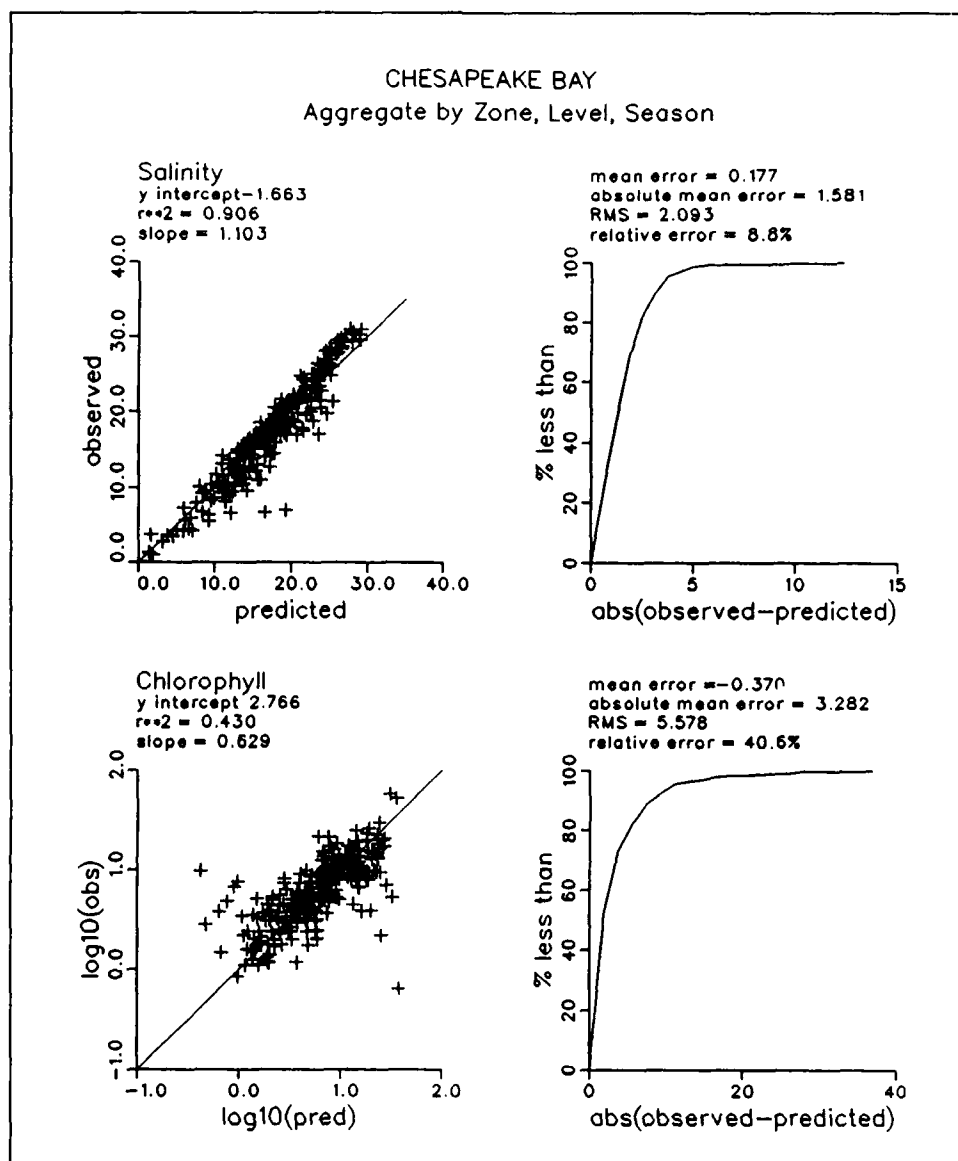 CHESAPEAKE BAY
Aggregate by Zone, Level, Season
Salinity
y intercept-1.663
r**2 = 0.906
slope = 1.103
40.0
30.0
20.0
10.0
0.0
observed
0.0 10.0 20.0 30.0 40.0
predicted
mean error = 0.177
absolute mean error = 1.581
RMS = 2.093
relative error = 8.8%
100
80
60
40
20
0
% less than
0 5 10 15
abs(observed-predicted)
Chlorophyll
y intercept 2.766
r**2 = 0.430
slope = 0.629
2.0
1.0
0.0
-1.0
log10(obs)
-1.0 0.0 1.0 2.0
log10(pred)
mean error =-0.370
absolute mean error = 3.282
RMS = 5.578
relative error = 40.6%
100
80
60
40
20
0
% less than
0 20 40
abs(observed-predicted)